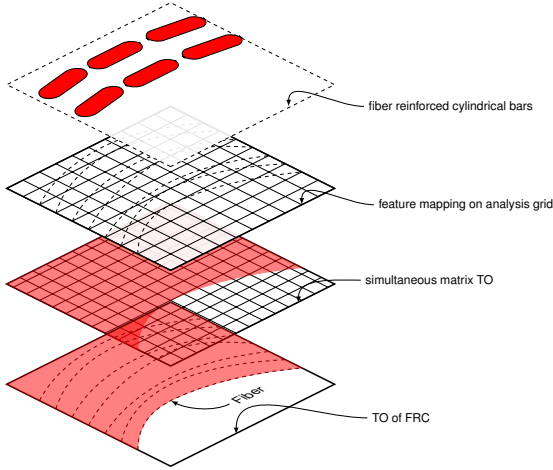 fiber reinforced cylindrical bars
feature mapping on analysis grid
simultaneous matrix TO
Fiber
TO of FRC